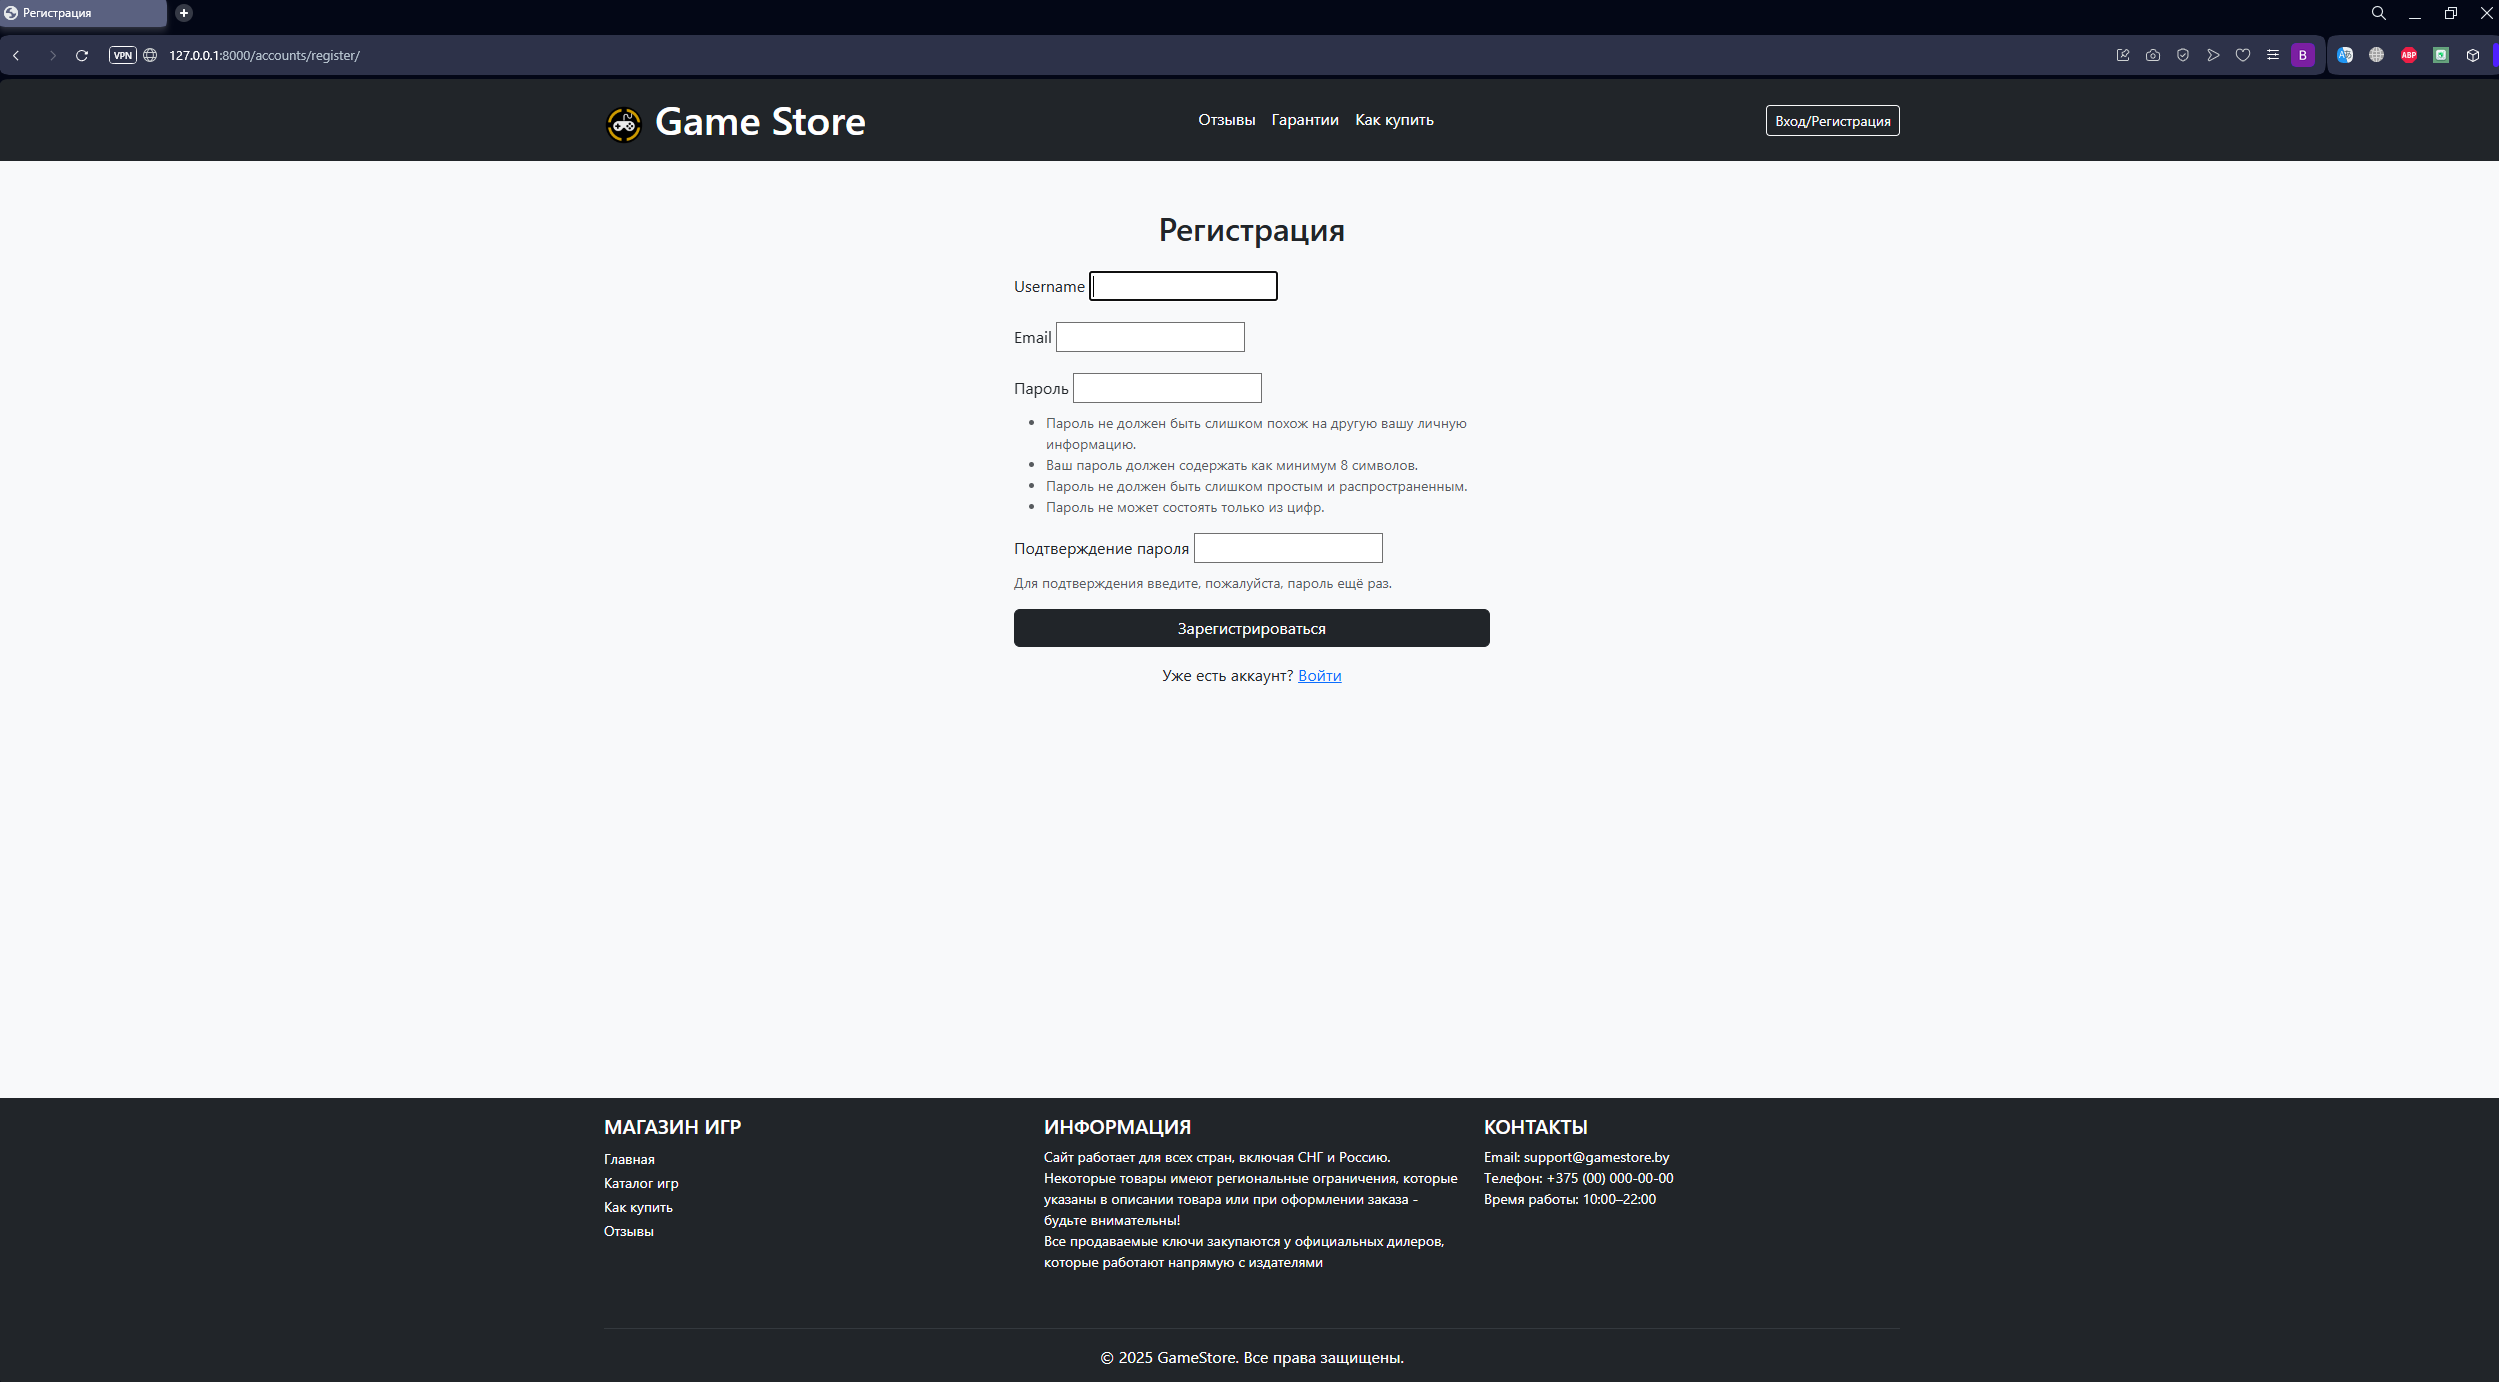 Регистрация
VPN 127.0.0.1:8000/accounts/register/
B
ABP
Game Store
Отзывы Гарантии Как купить
Вход/Регистрация
Регистрация
Username
Email
Пароль
Пароль не должен быть слишком похож на другую вашу личную
информацию.
Ваш пароль должен содержать как минимум 8 символов.
Пароль не должен быть слишком простым и распространенным.
Пароль не может состоять только из цифр.
Подтверждение пароля
Для подтверждения введите, пожалуйста, пароль ещё раз.
Зарегистрироваться
Уже есть аккаунт? Войти
МАГАЗИН ИГР
Главная
Каталог игр
Как купить
Отзывы
ИНФОРМАЦИЯ
Сайт работает для всех стран, включая СНГ и Россию.
Некоторые товары имеют региональные ограничения, которые
указаны в описании товара или при оформлении заказа -
будьте внимательны!
Все продаваемые ключи закупаются у официальных дилеров,
которые работают напрямую с издателями
КОНТАКТЫ
Email: support@gamestore.by
Телефон: +375 (00) 000-00-00
Время работы: 10:00–22:00
© 2025 GameStore. Все права защищены.